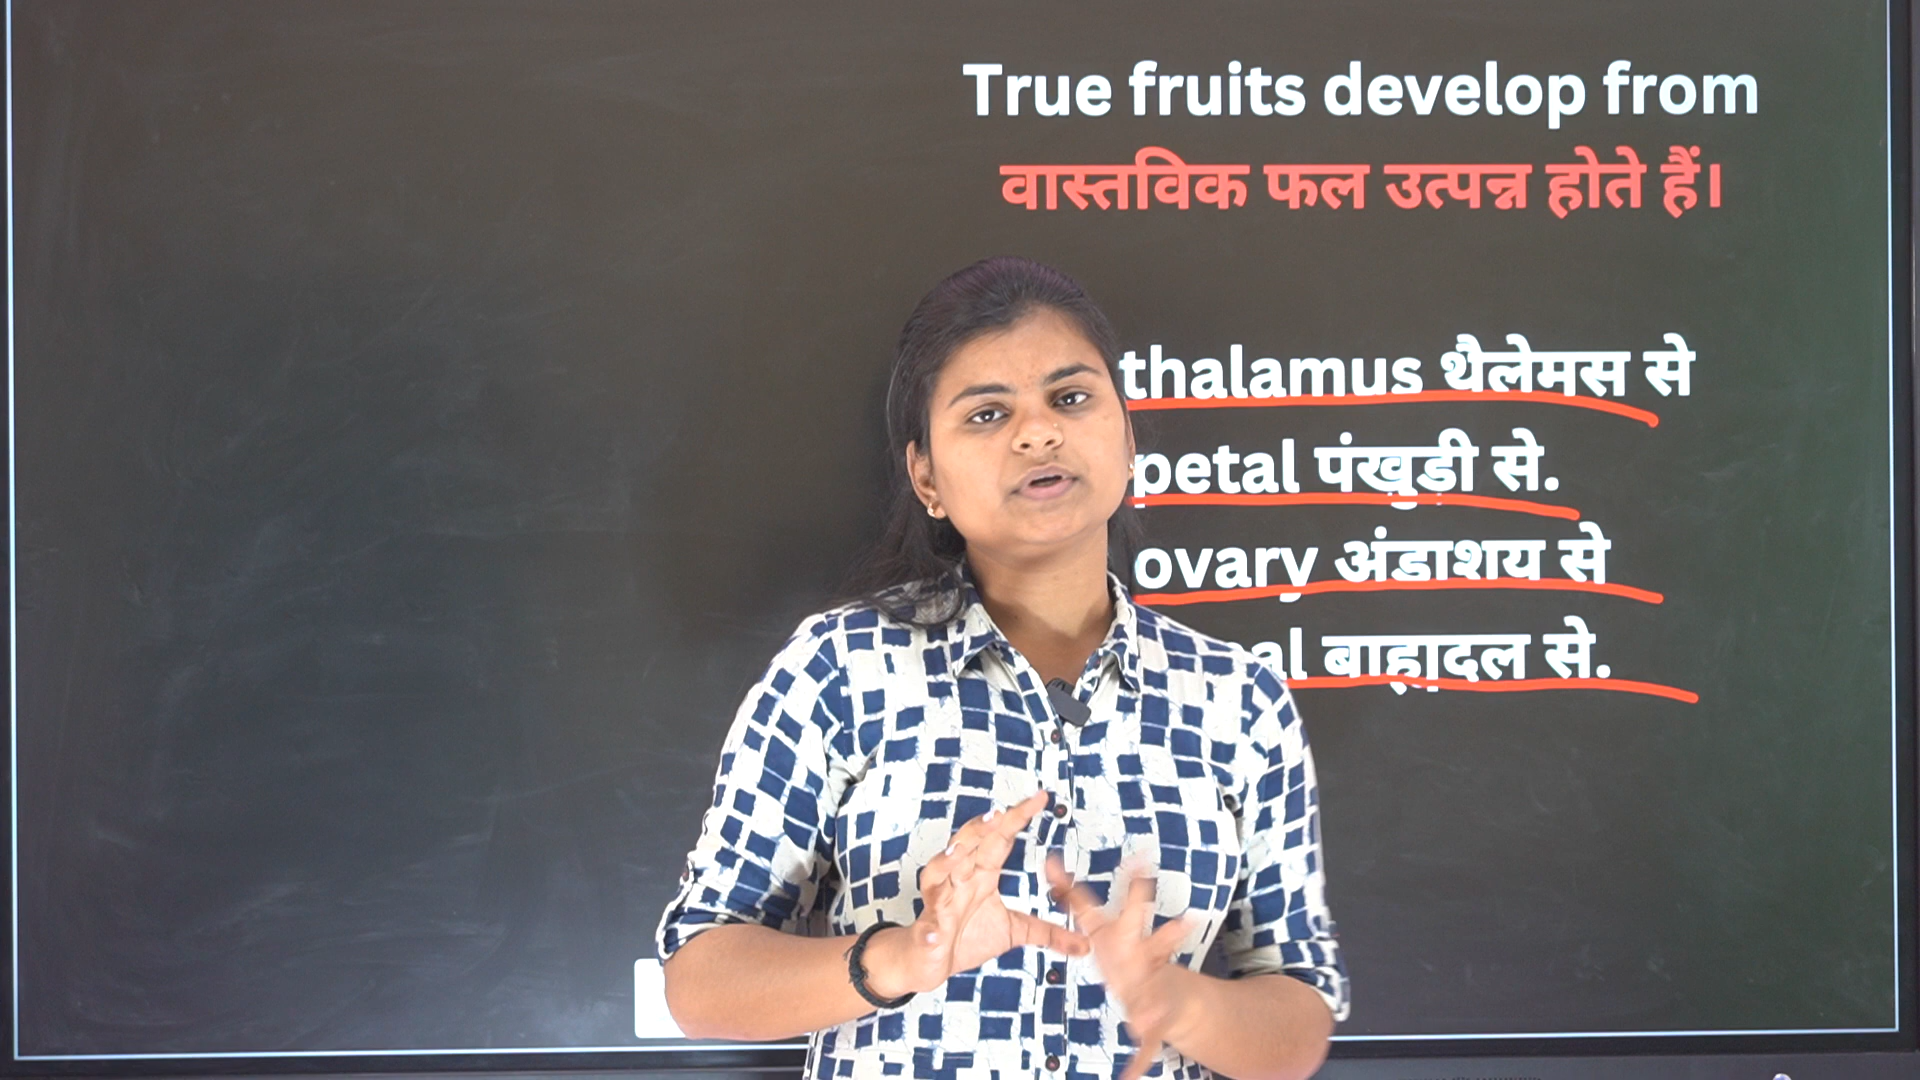 True fruits develop from
वास्तविक फल उत्पन्न होते हैं।
thalamus थैलेमस से
petal पंखुड़ी से.
ovary अंडाशय से
बाह्यदल से.